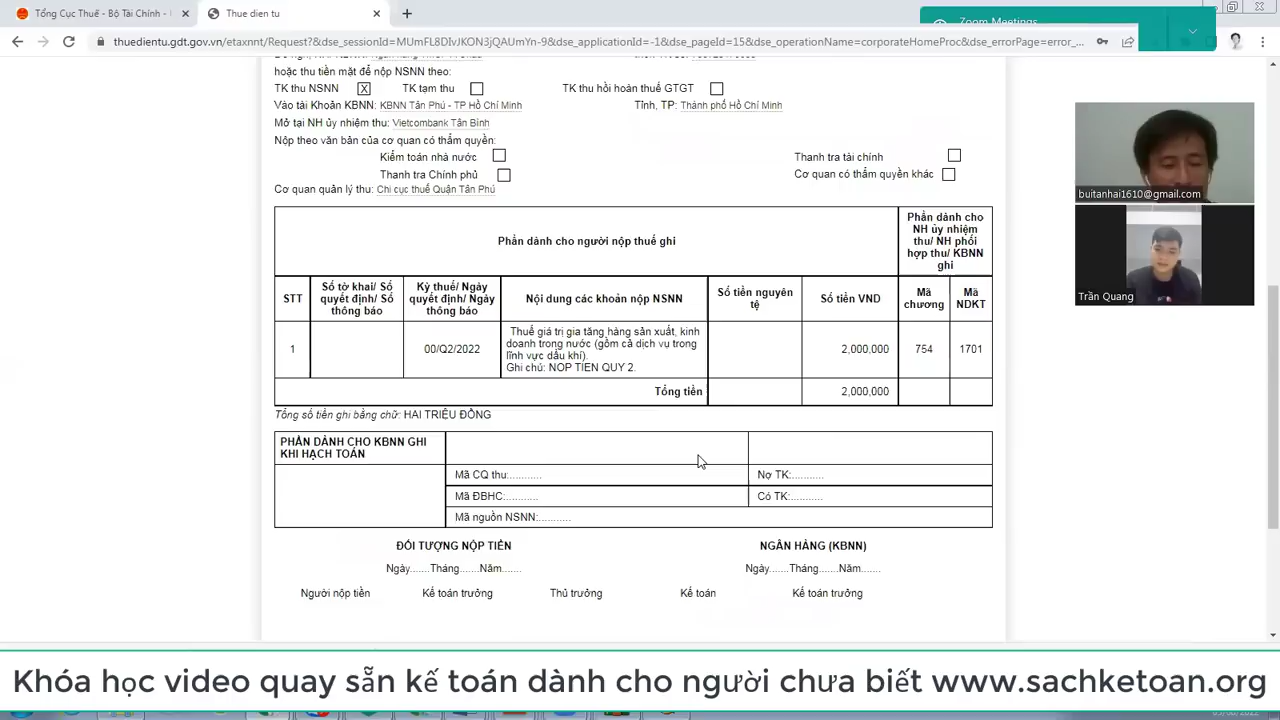 Tổng Cục Thuế - Bộ Tài Chính -
Thue dien tu
Zoom Meetings
thuedientu.gdt.gov.vn/etaxnnt/Request?&dse_sessionId=
&dse_applicationId=-1&dse_pageId=15&dse_operationName=corporateHomeProc&dse_errorPage=error_...
hoặc thu tiền mặt để nộp NSNN theo:
TK thu NSNN X TK tạm thu TK thu hồi hoàn thuế GTGT
Vào tài Khoản KBNN: KBNN Tân Phú - TP Hồ Chí Minh Tỉnh, TP: Thành phố Hồ Chí Minh
Mở tại NH ủy nhiệm thu: Vietcombank Tân Bình
Nộp theo văn bản của cơ quan có thẩm quyền:
Kiểm toán nhà nước Thanh tra tài chính
Thanh tra Chính phủ Cơ quan có thẩm quyền khác
Cơ quan quản lý thu: Chi cục thuế Quận Tân Phú
Phần dành cho người nộp thuế ghi
Phần dành cho
NH ủy nhiệm
thu/ NH phối
hợp thu/ KBNN
ghi
STT
Số tờ khai/ Số
quyết định/ Số
thông báo
Kỳ thuế/ Ngày
quyết định/ Ngày
thông báo
Nội dung các khoản nộp NSNN
Số tiền nguyên
tệ
Số tiền VND
Mã
chương
Mã
NDKT
1
00/Q2/2022
Thuế giá trị gia tăng hàng sản xuất, kinh
doanh trong nước (gồm cả dịch vụ trong
lĩnh vực dầu khí).
Ghi chú: NOP TIEN QUY 2.
2,000,000
754
1701
Tổng tiền
2,000,000
Tổng số tiền ghi bằng chữ: HAI TRIỆU ĐỒNG
PHẦN DÀNH CHO KBNN GHI
KHI HẠCH TOÁN
Mã CQ thu:........... Nợ TK:...........
Mã ĐBHC:........... Có TK:...........
Mã nguồn NSNN:...........
ĐỐI TƯỢNG NỘP TIỀN NGÂN HÀNG (KBNN)
Ngày.......Tháng.......Năm....... Ngày.......Tháng.......Năm.......
Người nộp tiền Kế toán trưởng Thủ trưởng Kế toán Kế toán trưởng
buitanhai1610@gmail.com
Trần Quang
Khóa học video quay sẵn kế toán dành cho người chưa biết www.sachketoan.org